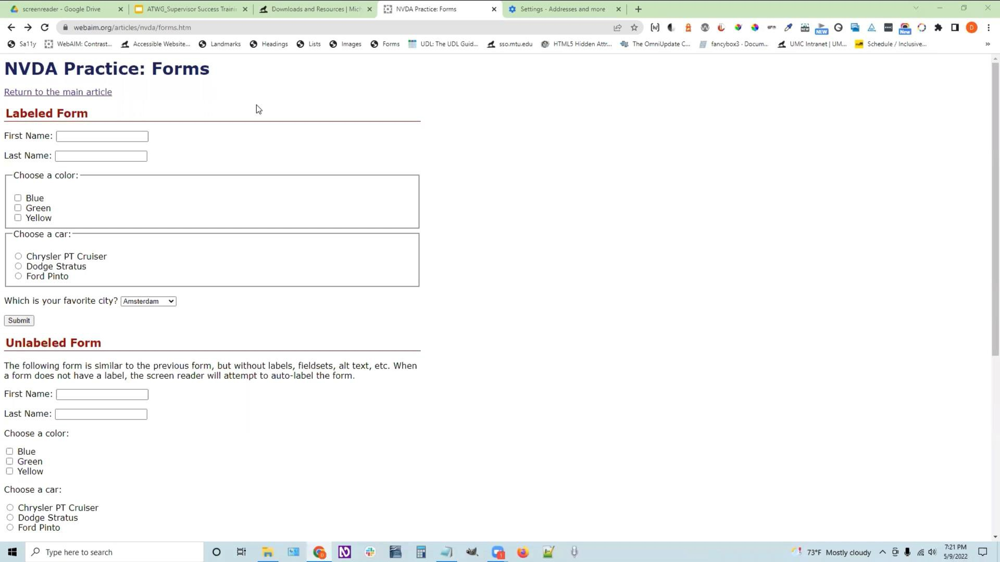 screenreader - Google Drive
ATWG_Supervisor Success Traini
Downloads and Resources | Mich
NVDA Practice: Forms
Settings - Addresses and more
webaim.org/articles/nvda/forms.htm
NEW
NEW
New
D
Sa11y
WebAIM: Contrast...
Accessible Website...
Landmarks
Headings
Lists
Images
Forms
UDL: The UDL Guid...
sso.mtu.edu
HTML5 Hidden Attr...
The OmniUpdate C...
fancybox3 · Docum...
UMC Intranet | UM...
Schedule / Inclusive...
NVDA Practice: Forms
Return to the main article
Labeled Form
First Name:
Last Name:
Choose a color:
Blue
Green
Yellow
Choose a car:
Chrysler PT Cruiser
Dodge Stratus
Ford Pinto
Which is your favorite city? Amsterdam
Submit
Unlabeled Form
The following form is similar to the previous form, but without labels, fieldsets, alt text, etc. When
a form does not have a label, the screen reader will attempt to auto-label the form.
First Name:
Last Name:
Choose a color:
Blue
Green
Yellow
Choose a car:
Chrysler PT Cruiser
Dodge Stratus
Ford Pinto
Type here to search
73°F Mostly cloudy
7:21 PM
5/9/2022